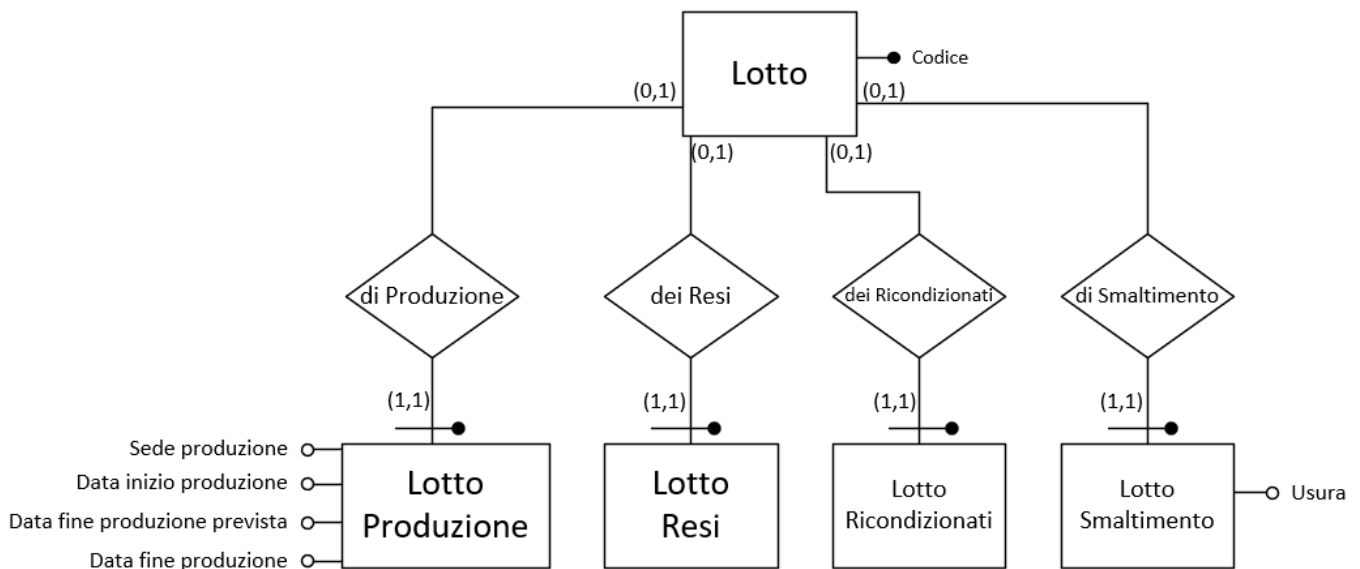 Lotto
Codice
(0,1)
(0,1)
(0,1)
(0,1)
di Produzione
dei Resi
dei Ricondizionati
di Smaltimento
(1,1)
(1,1)
(1,1)
(1,1)
Sede produzione
Data inizio produzione
Data fine produzione prevista
Data fine produzione
Lotto
Produzione
Lotto
Resi
Lotto
Ricondizionati
Lotto
Smaltimento
Usura